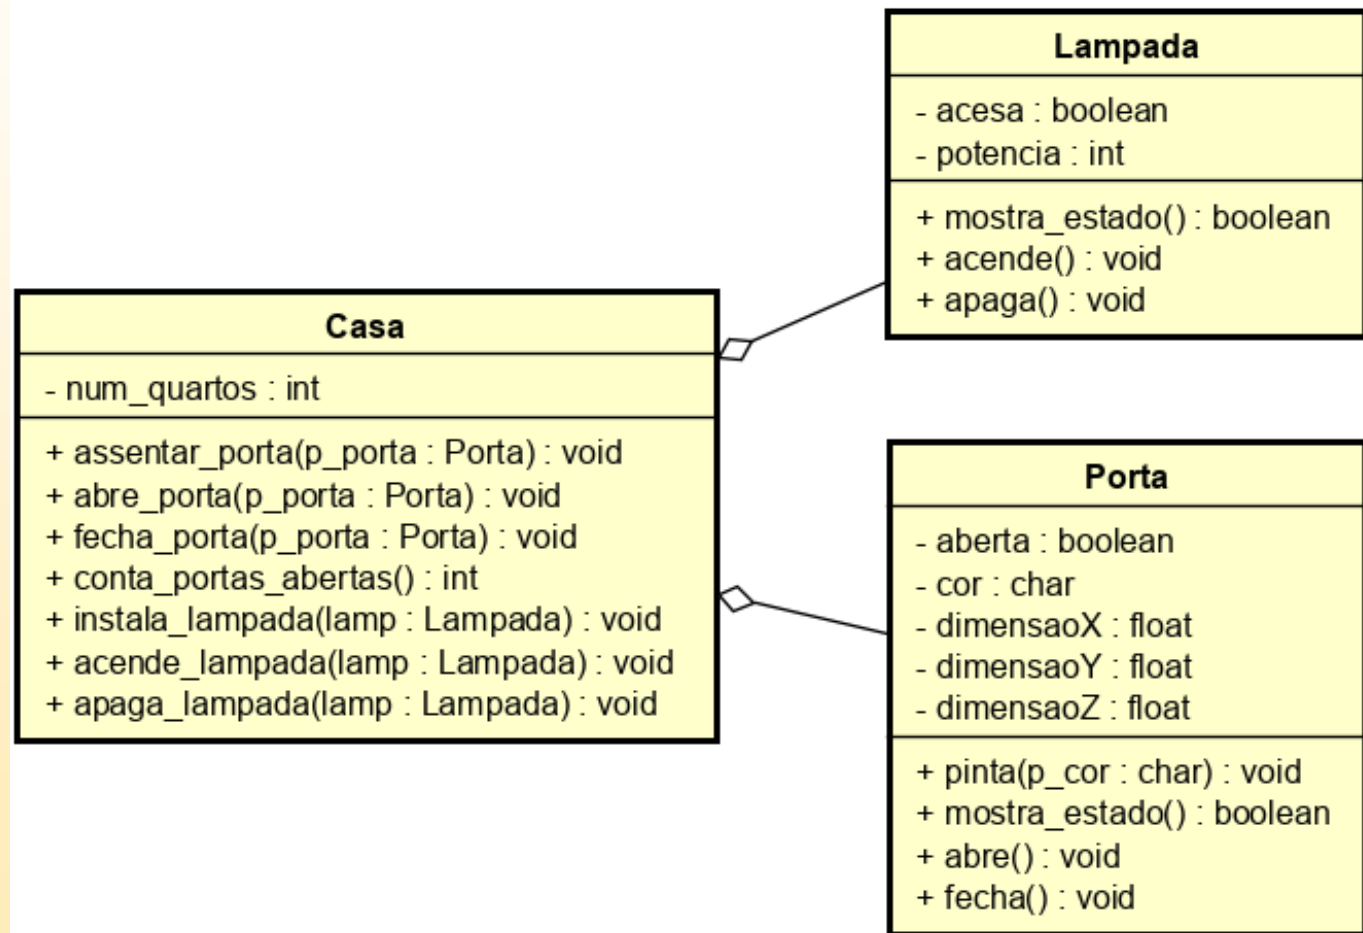 Lampada
- acesa : boolean
- potencia : int
+ mostra_estado() : boolean
+ acende() : void
+ apaga() : void
Casa
- num_quartos : int
+ assentar_porta(p_porta : Porta) : void
+ abre_porta(p_porta : Porta) : void
+ fecha_porta(p_porta : Porta) : void
+ conta_portas_abertas() : int
+ instala_lampada(lamp : Lampada) : void
+ acende_lampada(lamp : Lampada) : void
+ apaga_lampada(lamp : Lampada) : void
Porta
- aberta : boolean
- cor : char
- dimensaoX : float
- dimensaoY : float
- dimensaoZ : float
+ pinta(p_cor : char) : void
+ mostra_estado() : boolean
+ abre() : void
+ fecha() : void